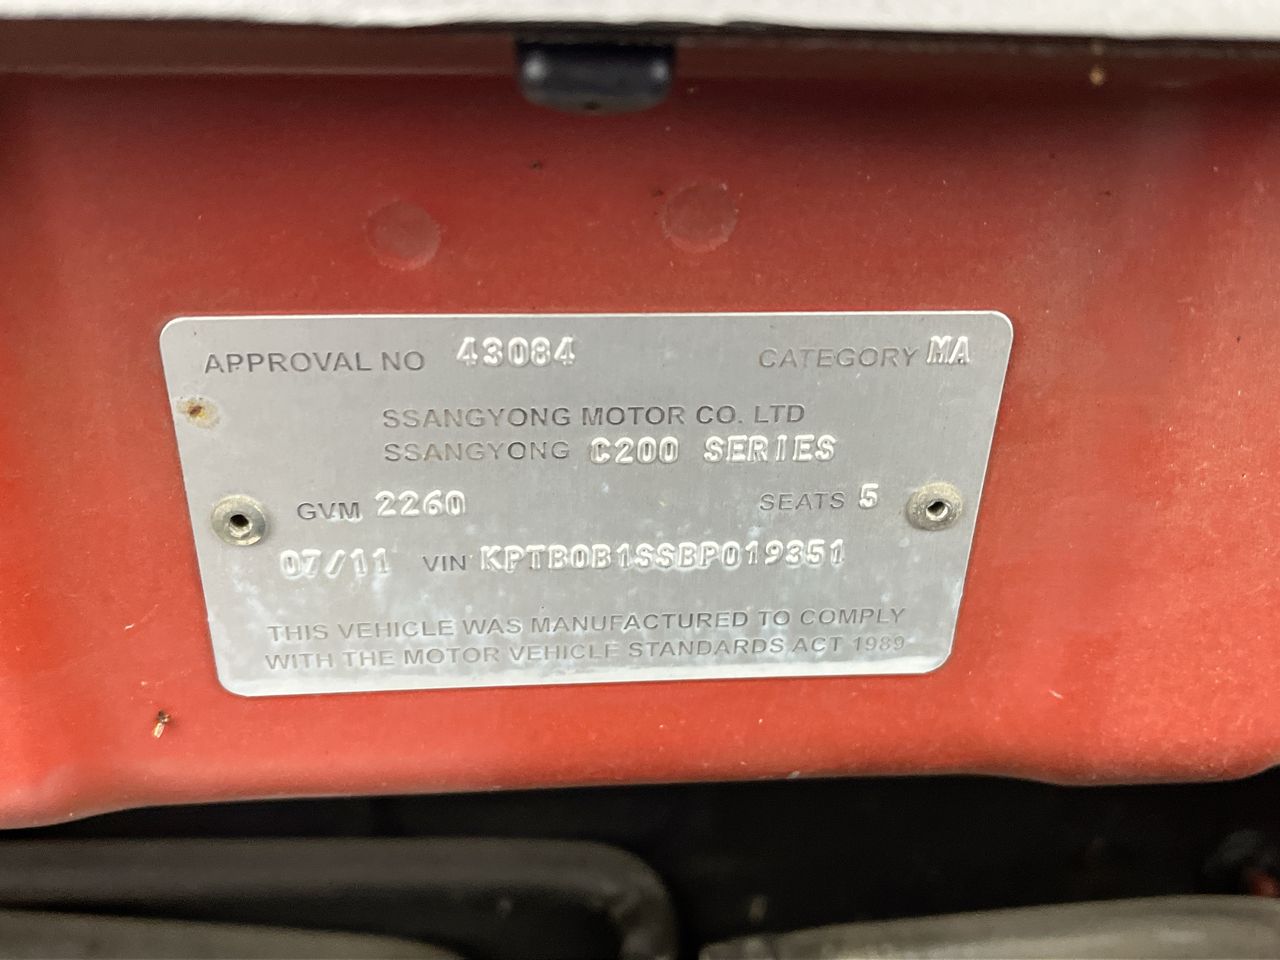 APPROVAL NO 43084 CATEGORY MA
SSANGYONG MOTOR CO. LTD
SSANGYONG C200 SERIES
GVM 2260 SEATS 5
07/11 VIN KPTB0B1SSBP019351
THIS VEHICLE WAS MANUFACTURED TO COMPLY
WITH THE MOTOR VEHICLE STANDARDS ACT 1989